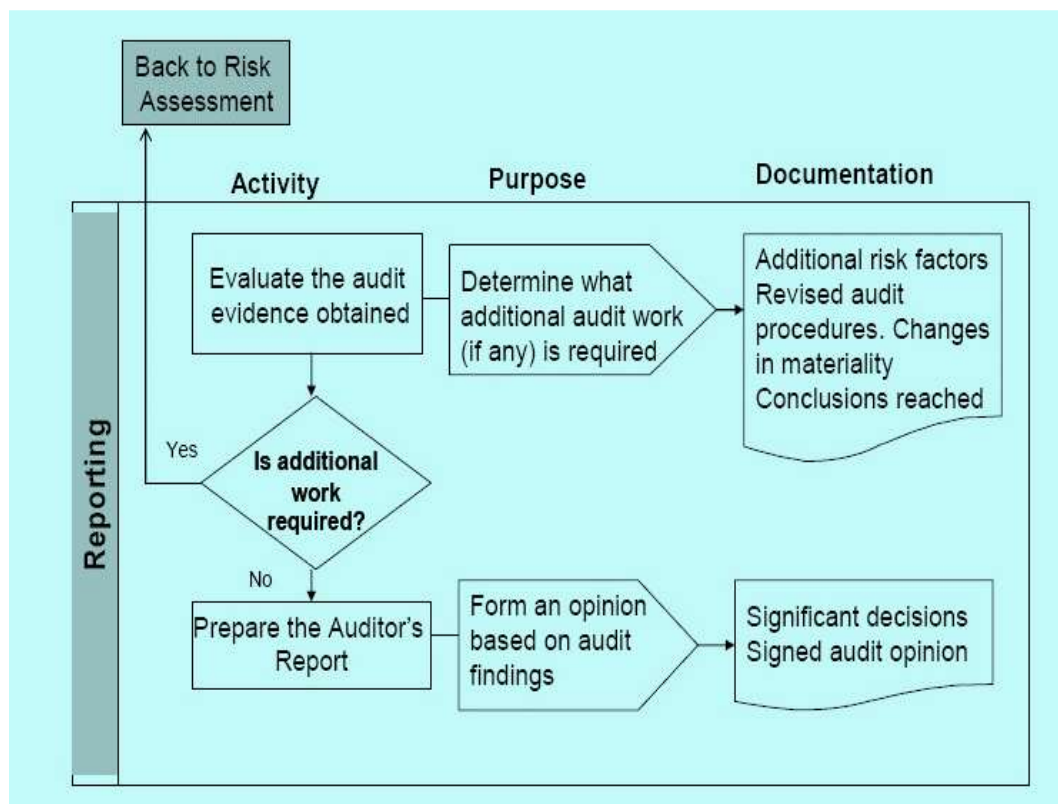 Back to Risk
Assessment
Activity
Purpose
Documentation
Reporting
Evaluate the audit
evidence obtained
Determine what
additional audit work
(if any) is required
Additional risk factors
Revised audit
procedures. Changes
in materiality
Conclusions reached
Yes
Is additional
work
required?
No
Prepare the Auditor's
Report
Form an opinion
based on audit
findings
Significant decisions
Signed audit opinion